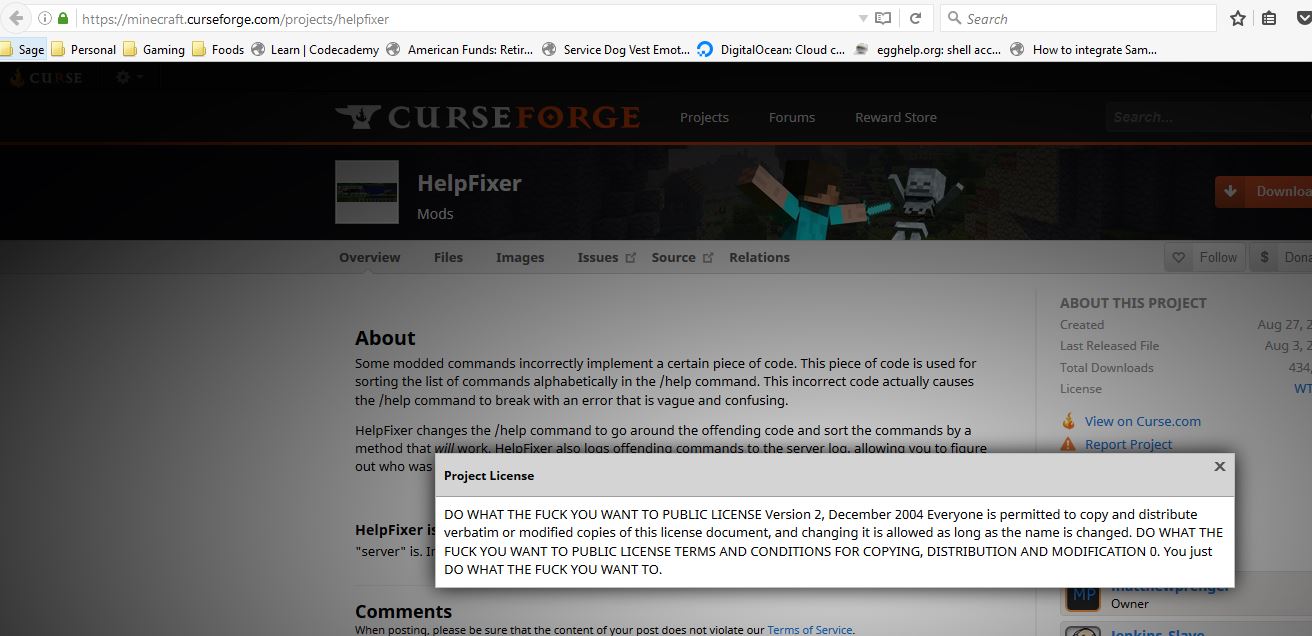 https://minecraft.curseforge.com/projects/helpfixer
Search
Sage Personal Gaming Foods Learn | Codecademy American Funds: Retir... Service Dog Vest Emot... DigitalOcean: Cloud c... egghelp.org: shell acc... How to integrate Sam...
CURSE
CURSEFORGE Projects Forums Reward Store Search...
HelpFixer
Mods
Downloa
Overview Files Images Issues Source Relations Follow $ Dona
About
Some modded commands incorrectly implement a certain piece of code. This piece of code is used for
sorting the list of commands alphabetically in the /help command. This incorrect code actually causes
the /help command to break with an error that is vague and confusing.
HelpFixer changes the /help command to go around the offending code and sort the commands by a
method that will work. HelpFixer also logs offending commands to the server log, allowing you to figure
out who was
HelpFixer is
"server" is. I
ABOUT THIS PROJECT
Created Aug 27, 2
Last Released File Aug 3, 2
Total Downloads 434,
License WT
View on Curse.com
Report Project
Project License
DO WHAT THE FUCK YOU WANT TO PUBLIC LICENSE Version 2, December 2004 Everyone is permitted to copy and distribute
verbatim or modified copies of this license document, and changing it is allowed as long as the name is changed. DO WHAT THE
FUCK YOU WANT TO PUBLIC LICENSE TERMS AND CONDITIONS FOR COPYING, DISTRIBUTION AND MODIFICATION 0. You just
DO WHAT THE FUCK YOU WANT TO.
MP matthewprenger
Owner
Jenkins_Slave
Comments
When posting, please be sure that the content of your post does not violate our Terms of Service.